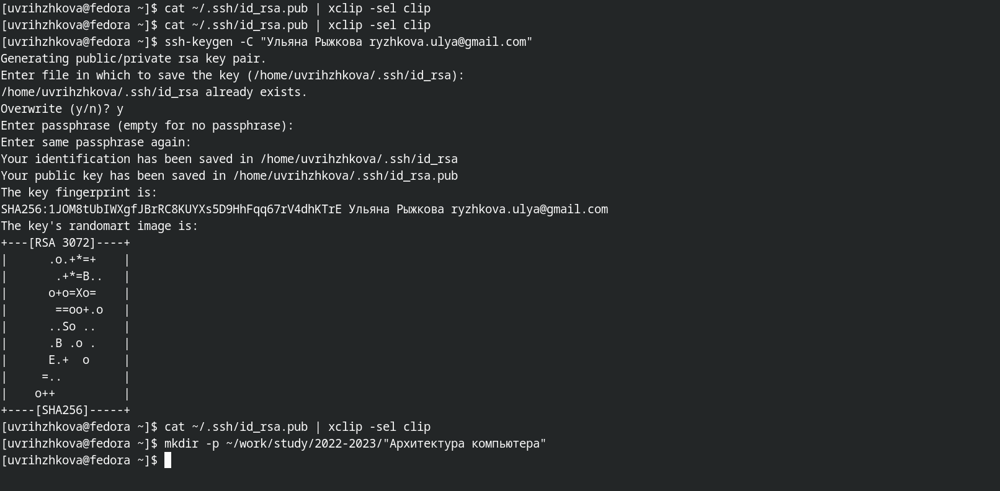 [uvrihzhkova@fedora ~]$ cat ~/.ssh/id_rsa.pub | xclip -sel clip
[uvrihzhkova@fedora ~]$ cat ~/.ssh/id_rsa.pub | xclip -sel clip
[uvrihzhkova@fedora ~]$ ssh-keygen -C "Ульяна Рыжкова ryzhkova.ulya@gmail.com"
Generating public/private rsa key pair.
Enter file in which to save the key (/home/uvrihzhkova/.ssh/id_rsa):
/home/uvrihzhkova/.ssh/id_rsa already exists.
Overwrite (y/n)? y
Enter passphrase (empty for no passphrase):
Enter same passphrase again:
Your identification has been saved in /home/uvrihzhkova/.ssh/id_rsa
Your public key has been saved in /home/uvrihzhkova/.ssh/id_rsa.pub
The key fingerprint is:
SHA256:1JOM8tUbIWXgfJBrRC8KUYXs5D9HhFqq67rV4dhKTrE Ульяна Рыжкова ryzhkova.ulya@gmail.com
The key's randomart image is:
+---[RSA 3072]----+
|      .o.+*=+    |
|       .+*=B..   |
|      o+o=Xo=    |
|       ==oo+.o   |
|      ..So ..    |
|      .B .o .    |
|      E.+  o     |
|     =..         |
|    o++          |
+----[SHA256]-----+
[uvrihzhkova@fedora ~]$ cat ~/.ssh/id_rsa.pub | xclip -sel clip
[uvrihzhkova@fedora ~]$ mkdir -p ~/work/study/2022-2023/"Архитектура компьютера"
[uvrihzhkova@fedora ~]$